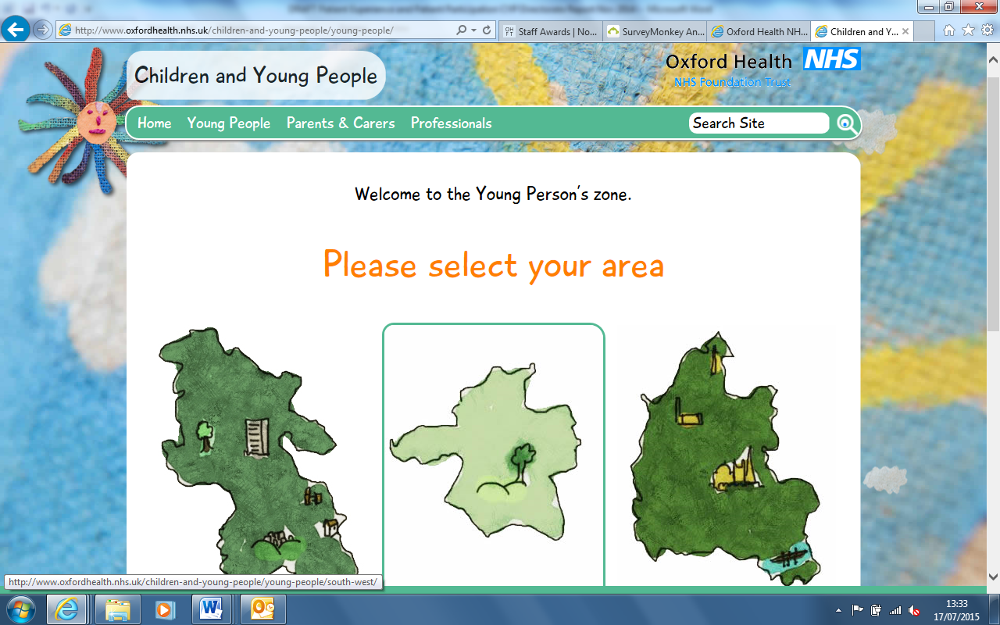 http://www.oxfordhealth.nhs.uk/children-and-young-people/young-people/
OH FT Staff Awards | No...
SurveyMonkey An...
Oxford Health NH...
Children and Y...
Children and Young People
Oxford Health NHS
NHS Foundation Trust
Home Young People Parents & Carers Professionals Search Site
Welcome to the Young Person's zone.
Please select your area
http://www.oxfordhealth.nhs.uk/children-and-young-people/young-people/south-west/
13:33
17/07/2015